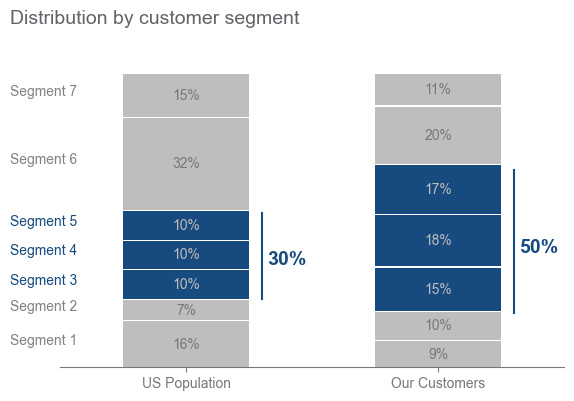 Distribution by customer segment
Segment 7
15%
11%
Segment 6
32%
20%
Segment 5
10%
17%
Segment 4
10%
30%
18%
50%
Segment 3
10%
15%
Segment 2
7%
10%
Segment 1
16%
9%
US Population
Our Customers